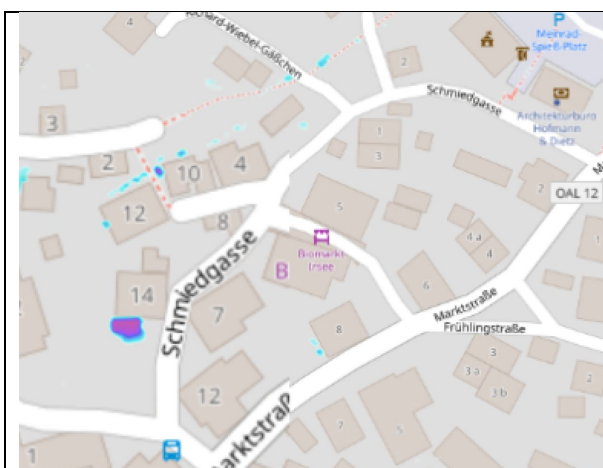 4
Richard-Wiebel-Gäßchen
P
Meinrad-
Spieß-Platz
2
Schmiedgasse
Architekturbüro
Hofmann
& Dietz
3
1
3
2
10
4
OAL 12
2
12
8
5
4 a
4
1
Biomarkt
Irsee
B
Schmiedgasse
6
14
7
Marktstraße
8
Frühlingstraße
3
3 a
3 b
2
12
Marktstraß
7
5
1